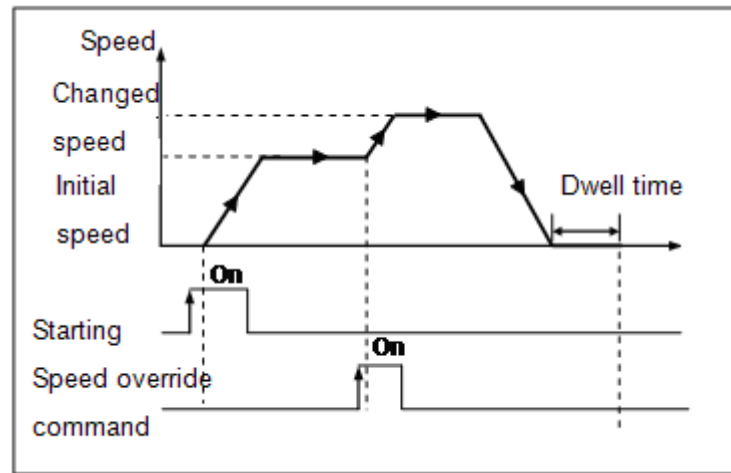 Speed
Changed
speed
Initial
speed
Dwell time
On
Starting
On
Speed override
command